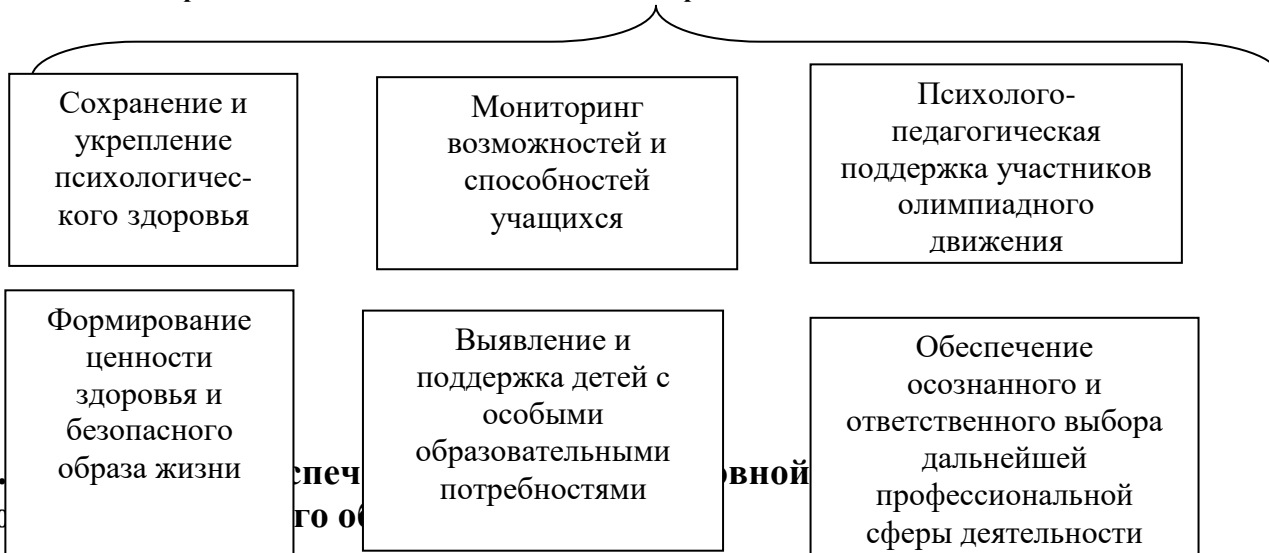 Сохранение и
укрепление
психологичес-
кого здоровья
Мониторинг
возможностей и
способностей
учащихся
Психолого-
педагогическая
поддержка участников
олимпиадного
движения
Формирование
ценности
здоровья и
безопасного
образа жизни
Выявление и
поддержка детей с
особыми
образовательными
потребностями
Обеспечение
осознанного и
ответственного выбора
дальнейшей
профессиональной
сферы деятельности